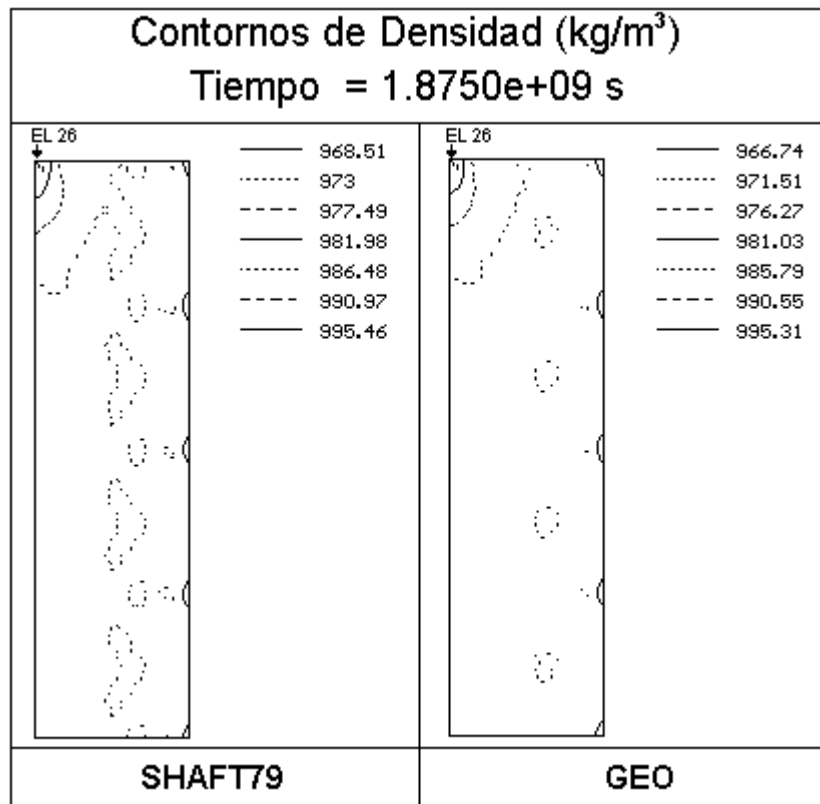 Contornos de Densidad (kg/m³)
Tiempo = 1.8750e+09 s
EL 26
968.51
973
977.49
981.98
986.48
990.97
995.46
EL 26
966.74
971.51
976.27
981.03
985.79
990.55
995.31
SHAFT79
GEO